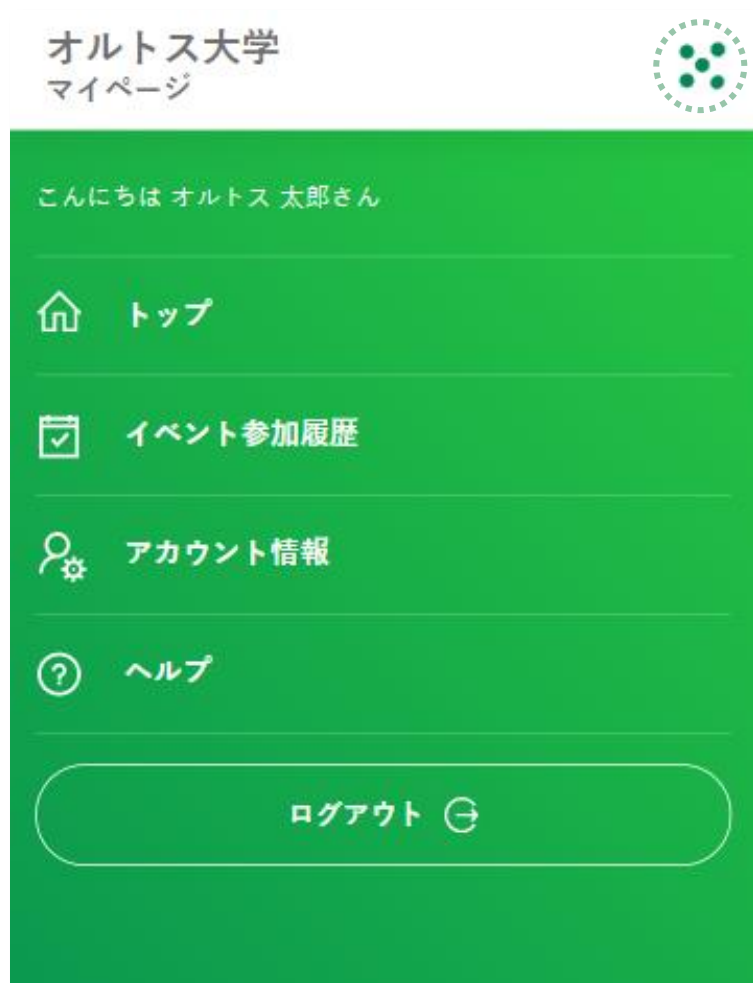 オルトス大学
マイページ
こんにちは オルトス 太郎さん
トップ
イベント参加履歴
アカウント情報
ヘルプ
ログアウト